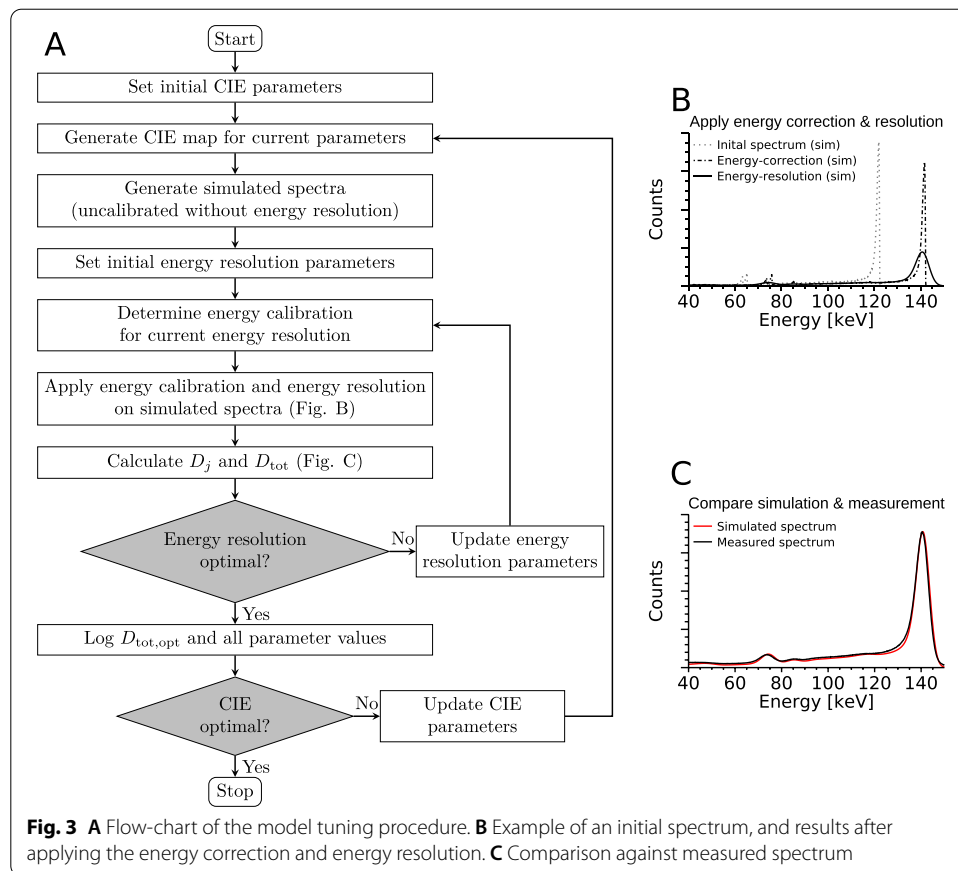 A
Start
Set initial CIE parameters
Generate CIE map for current parameters
Generate simulated spectra
(uncalibrated without energy resolution)
Set initial energy resolution parameters
Determine energy calibration
for current energy resolution
Apply energy calibration and energy resolution
on simulated spectra (Fig. B)
Calculate D_j and D_tot (Fig. C)
Energy resolution
optimal?
No
Update energy
resolution parameters
Yes
Log D_tot,opt and all parameter values
CIE
optimal?
No
Update CIE
parameters
Yes
Stop
B
Apply energy correction & resolution
Inital spectrum (sim)
Energy-correction (sim)
Energy-resolution (sim)
Counts
40 60 80 100 120 140
Energy [keV]
C
Compare simulation & measurement
Simulated spectrum
Measured spectrum
Counts
40 60 80 100 120 140
Energy [keV]
Fig. 3 A Flow-chart of the model tuning procedure. B Example of an initial spectrum, and results after
applying the energy correction and energy resolution. C Comparison against measured spectrum